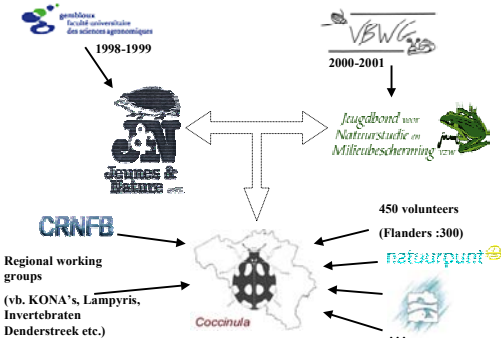 gembloux
faculté universitaire
des sciences agronomiques
1998-1999
VBWG
2000-2001
J&N
Jeunes &
Nature
Jeugdbond voor
Natuurstudie en
Milieubescherming vzw
CRNFB
450 volunteers
(Flanders :300)
natuurpunt
Regional working
groups
(vb. KONA's, Lampyris,
Invertebraten
Denderstreek etc.)
Coccinula